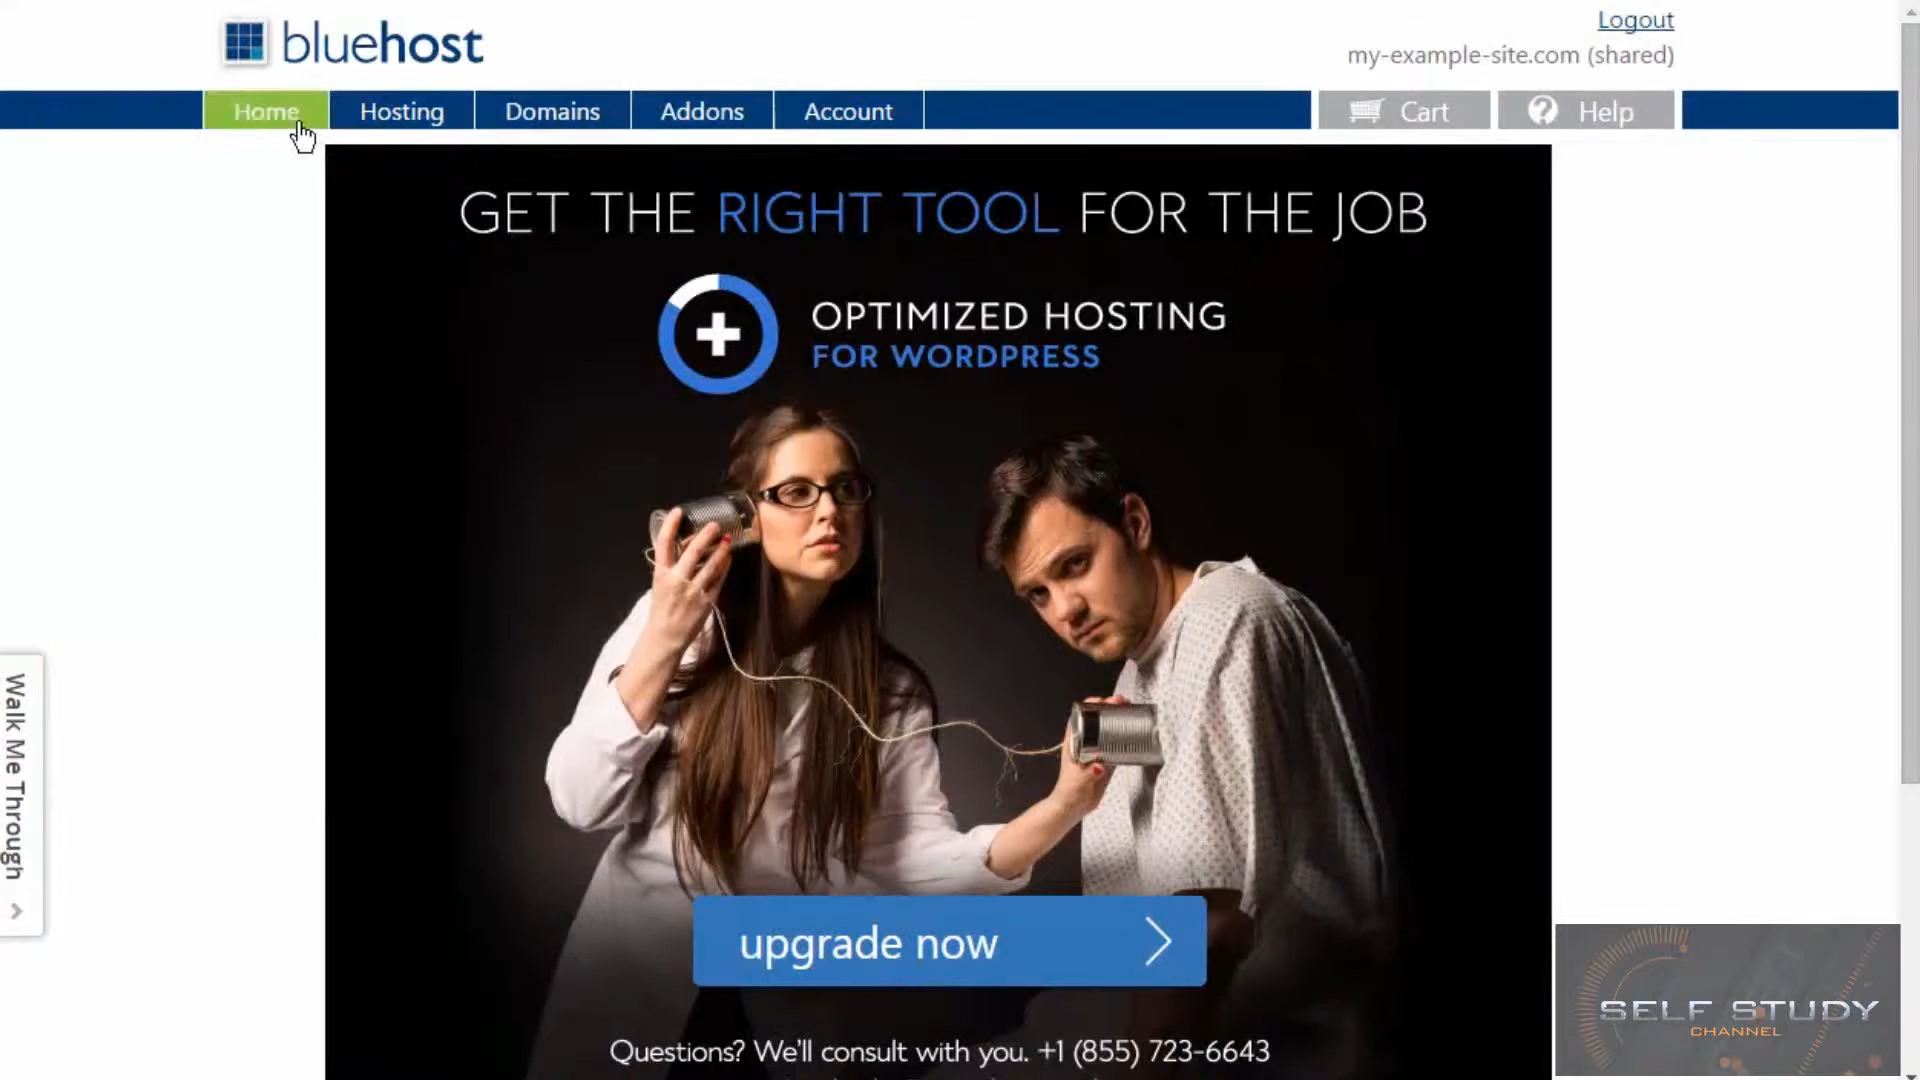 bluehost
Logout
my-example-site.com (shared)
Home
Hosting
Domains
Addons
Account
Cart
Help
GET THE RIGHT TOOL FOR THE JOB
OPTIMIZED HOSTING
FOR WORDPRESS
Walk Me Through
upgrade now
Questions? We'll consult with you. +1 (855) 723-6643
SELF STUDY
CHANNEL